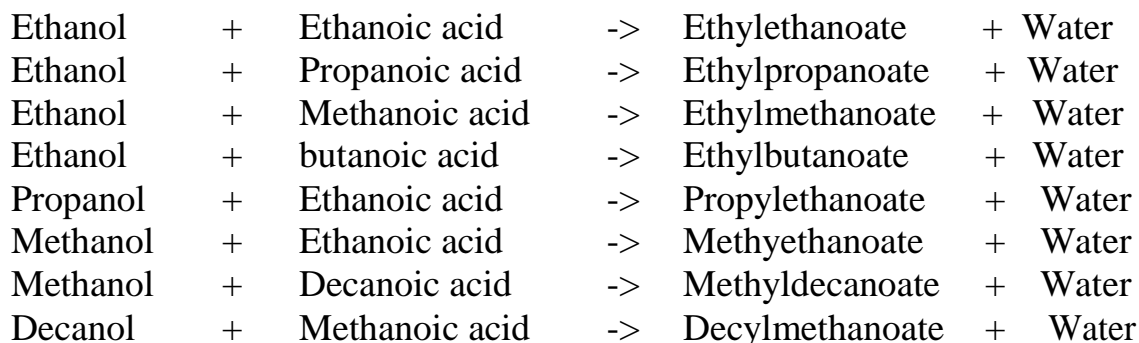 Ethanol + Ethanoic acid -> Ethylethanoate + Water
Ethanol + Propanoic acid -> Ethylpropanoate + Water
Ethanol + Methanoic acid -> Ethylmethanoate + Water
Ethanol + butanoic acid -> Ethylbutanoate + Water
Propanol + Ethanoic acid -> Propylethanoate + Water
Methanol + Ethanoic acid -> Methyethanoate + Water
Methanol + Decanoic acid -> Methyldecanoate + Water
Decanol + Methanoic acid -> Decylmethanoate + Water